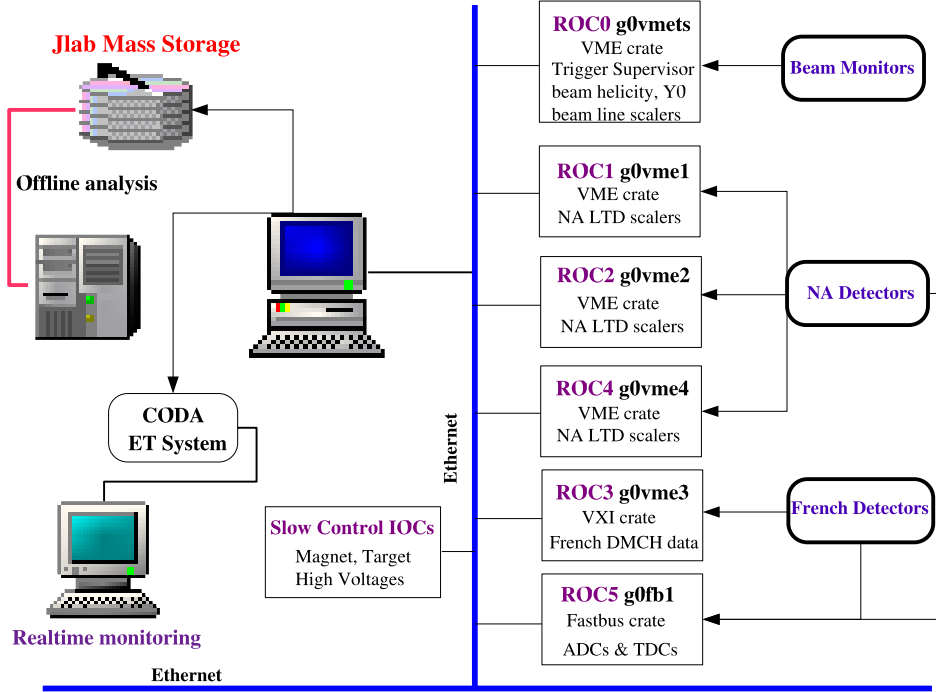 Jlab Mass Storage
Offline analysis
CODA
ET System
Realtime monitoring
Ethernet
Slow Control IOCs
Magnet, Target
High Voltages
Ethernet
ROC0 g0vmets
VME crate
Trigger Supervisor
beam helicity, Y0
beam line scalers
ROC1 g0vme1
VME crate
NA LTD scalers
ROC2 g0vme2
VME crate
NA LTD scalers
ROC4 g0vme4
VME crate
NA LTD scalers
ROC3 g0vme3
VXI crate
French DMCH data
ROC5 g0fb1
Fastbus crate
ADCs & TDCs
Beam Monitors
NA Detectors
French Detectors